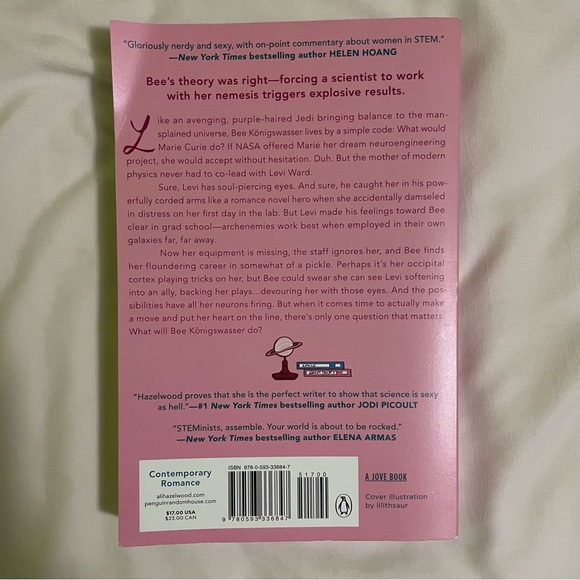 "Gloriously nerdy and sexy, with on-point commentary about women in STEM."
—New York Times bestselling author HELEN HOANG
Bee's theory was right—forcing a scientist to work
with her nemesis triggers explosive results.
Like an avenging, purple-haired Jedi bringing balance to the man-
splained universe, Bee Königswasser lives by a simple code: What would
Marie Curie do? If NASA offered Marie her dream neuroengineering
project, she would accept without hesitation. Duh. But the mother of modern
physics never had to co-lead with Levi Ward.
Sure, Levi has soul-piercing eyes. And sure, he caught her in his pow-
erfully corded arms like a romance novel hero when she accidentally damseled
in distress on her first day in the lab. But Levi made his feelings toward Bee
clear in grad school—archenemies work best when employed in their own
galaxies far, far away.
Now her equipment is missing, the staff ignores her, and Bee finds
her floundering career in somewhat of a pickle. Perhaps it's her occipital
cortex playing tricks on her, but Bee could swear she can see Levi softening
into an ally, backing her plays...devouring her with those eyes. And the pos-
sibilities have all her neurons firing. But when it comes time to actually make
a move and put her heart on the line, there's only one question that matters:
What will Bee Königswasser do?
"Hazelwood proves that she is the perfect writer to show that science is sexy
as hell."—#1 New York Times bestselling author JODI PICOULT
"STEMinists, assemble. Your world is about to be rocked."
—New York Times bestselling author ELENA ARMAS
Contemporary
Romance
alihazelwood.com
penguinrandomhouse.com
$17.00 USA
$23.00 CAN
ISBN 978-0-593-33684-7
51700
9 780593 336847
A JOVE BOOK
Cover illustration
by lilithsaur